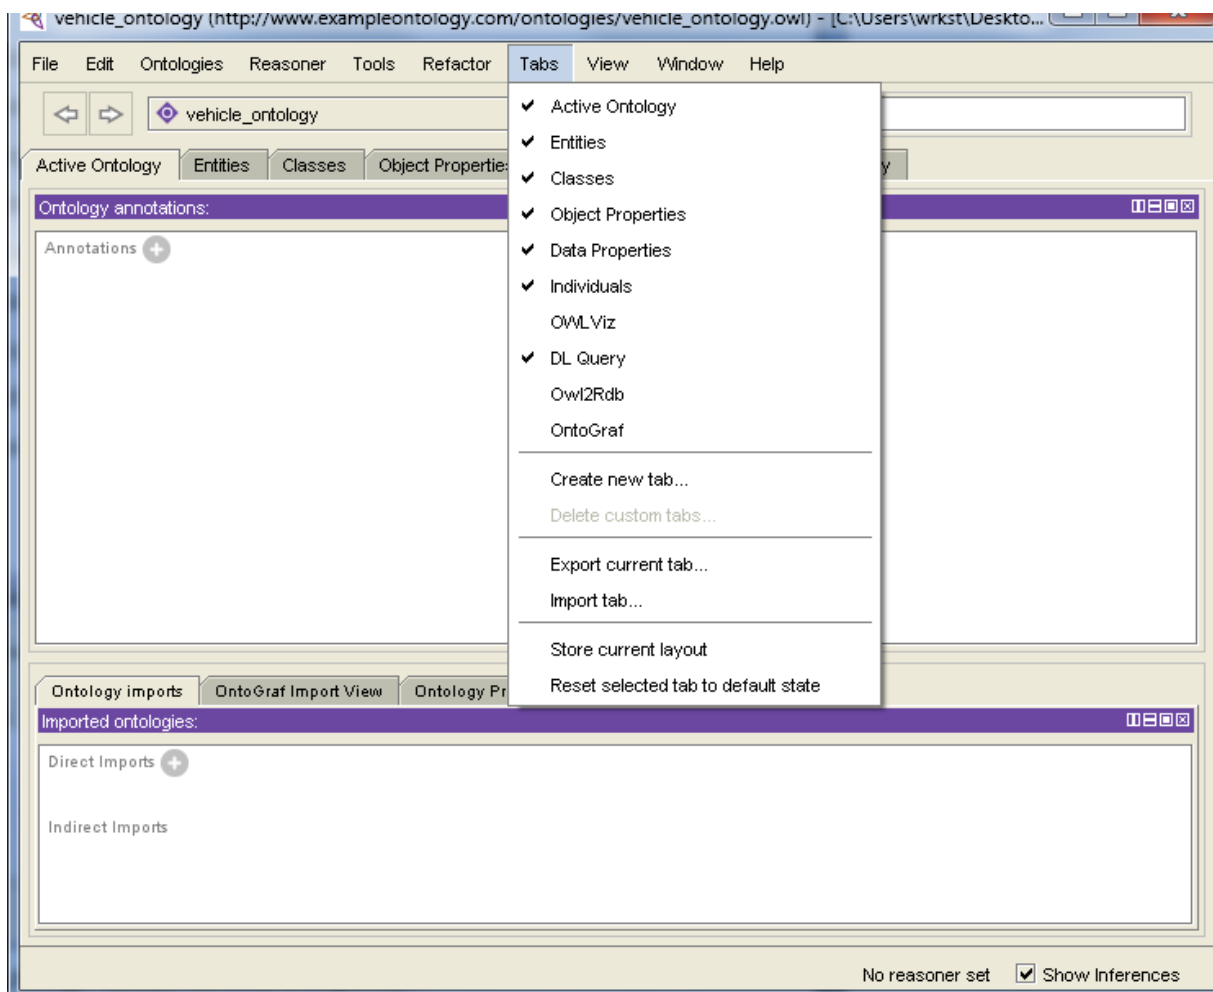 vehicle_ontology (http://www.exampleontology.com/ontologies/vehicle_ontology.owl) - [C:\Users\wrkst\Deskto...
File Edit Ontologies Reasoner Tools Refactor Tabs View Window Help
vehicle_ontology
Active Ontology Entities Classes Object Propertie
Ontology annotations:
Annotations
Active Ontology
Entities
Classes
Object Properties
Data Properties
Individuals
OWLViz
DL Query
Owl2Rdb
OntoGraf
Create new tab...
Delete custom tabs...
Export current tab...
Import tab...
Store current layout
Reset selected tab to default state
Ontology imports OntoGraf Import View Ontology Pr
Imported ontologies:
Direct Imports
Indirect Imports
No reasoner set Show Inferences